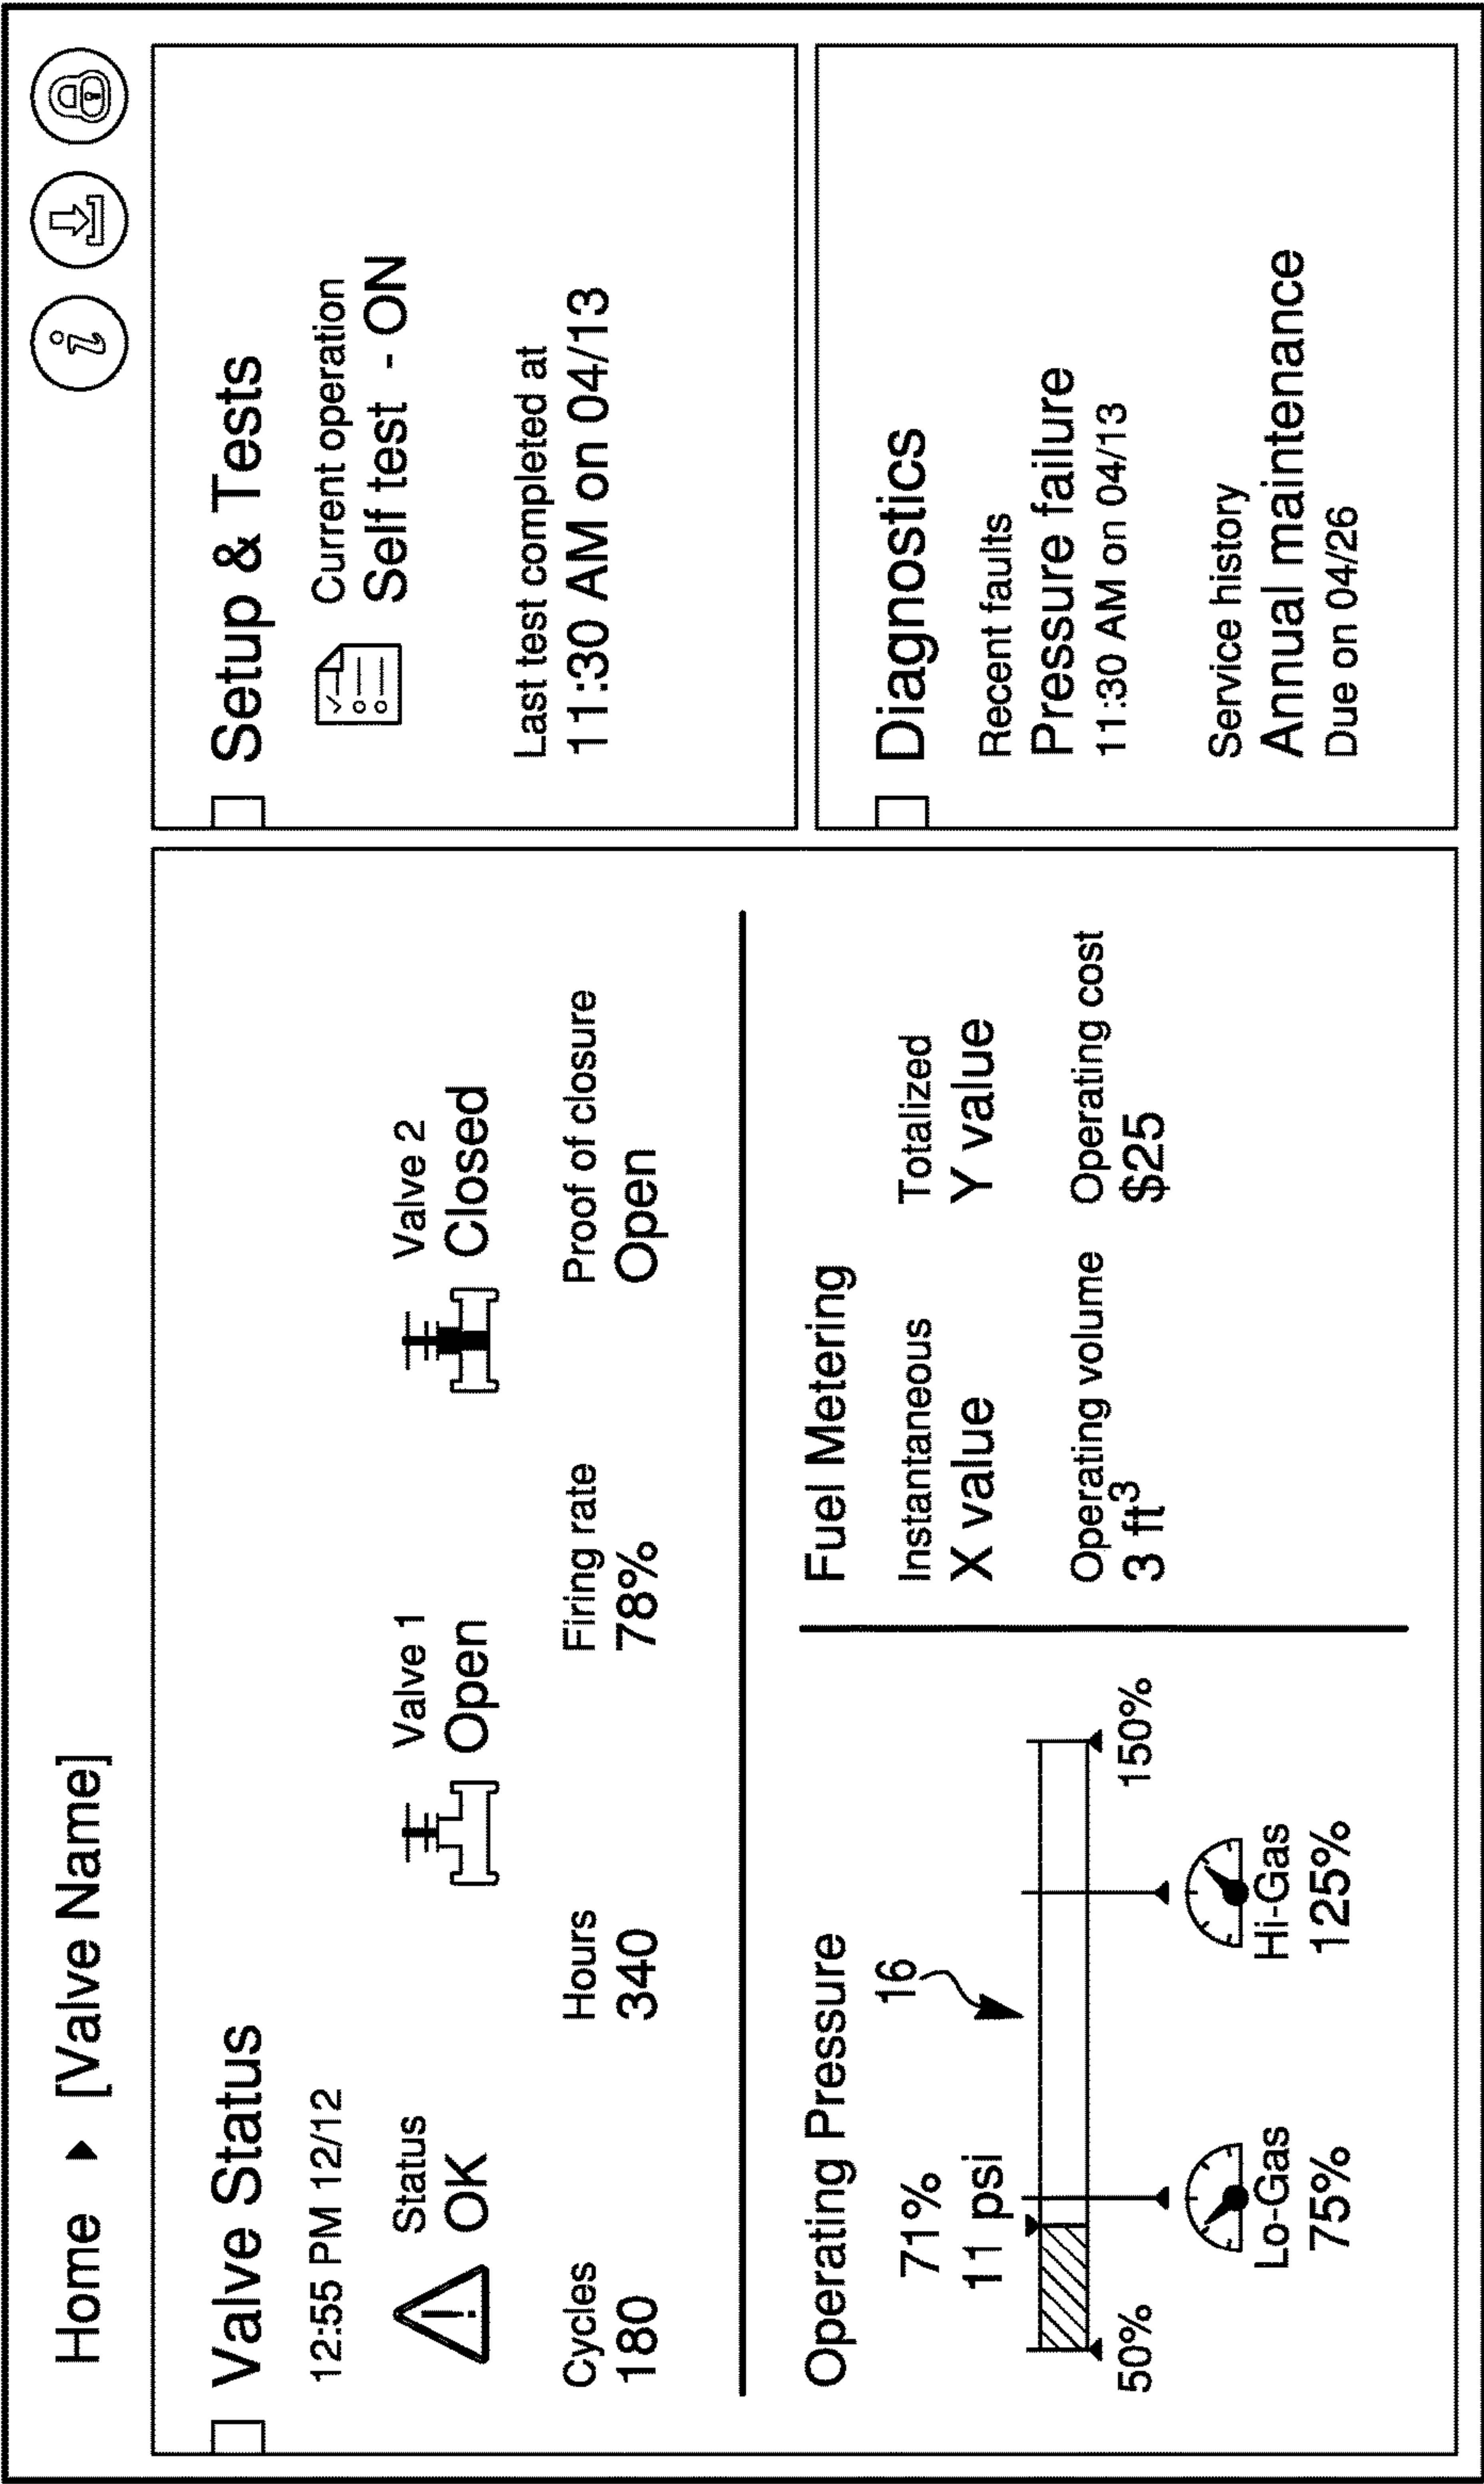 Home ▸ [Valve Name]
i
Valve Status
12:55 PM 12/12
!
Status
OK
Valve 1
Open
Valve 2
Closed
Cycles
180
Hours
340
Firing rate
78%
Proof of closure
Open
Operating Pressure
71%
11 psi
16
50%
150%
Lo-Gas
75%
Hi-Gas
125%
Fuel Metering
Instantaneous
X value
Totalized
Y value
Operating volume
3 ft³
Operating cost
$25
Setup & Tests
Current operation
Self test - ON
Last test completed at
11:30 AM on 04/13
Diagnostics
Recent faults
Pressure failure
11:30 AM on 04/13
Service history
Annual maintenance
Due on 04/26